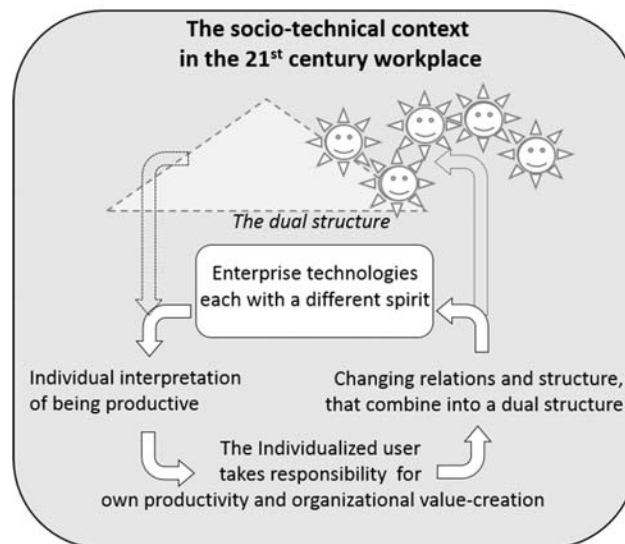 The socio-technical context
in the 21st century workplace
The dual structure
Enterprise technologies
each with a different spirit
Individual interpretation
of being productive
Changing relations and structure,
that combine into a dual structure
The Individualized user
takes responsibility for
own productivity and organizational value-creation